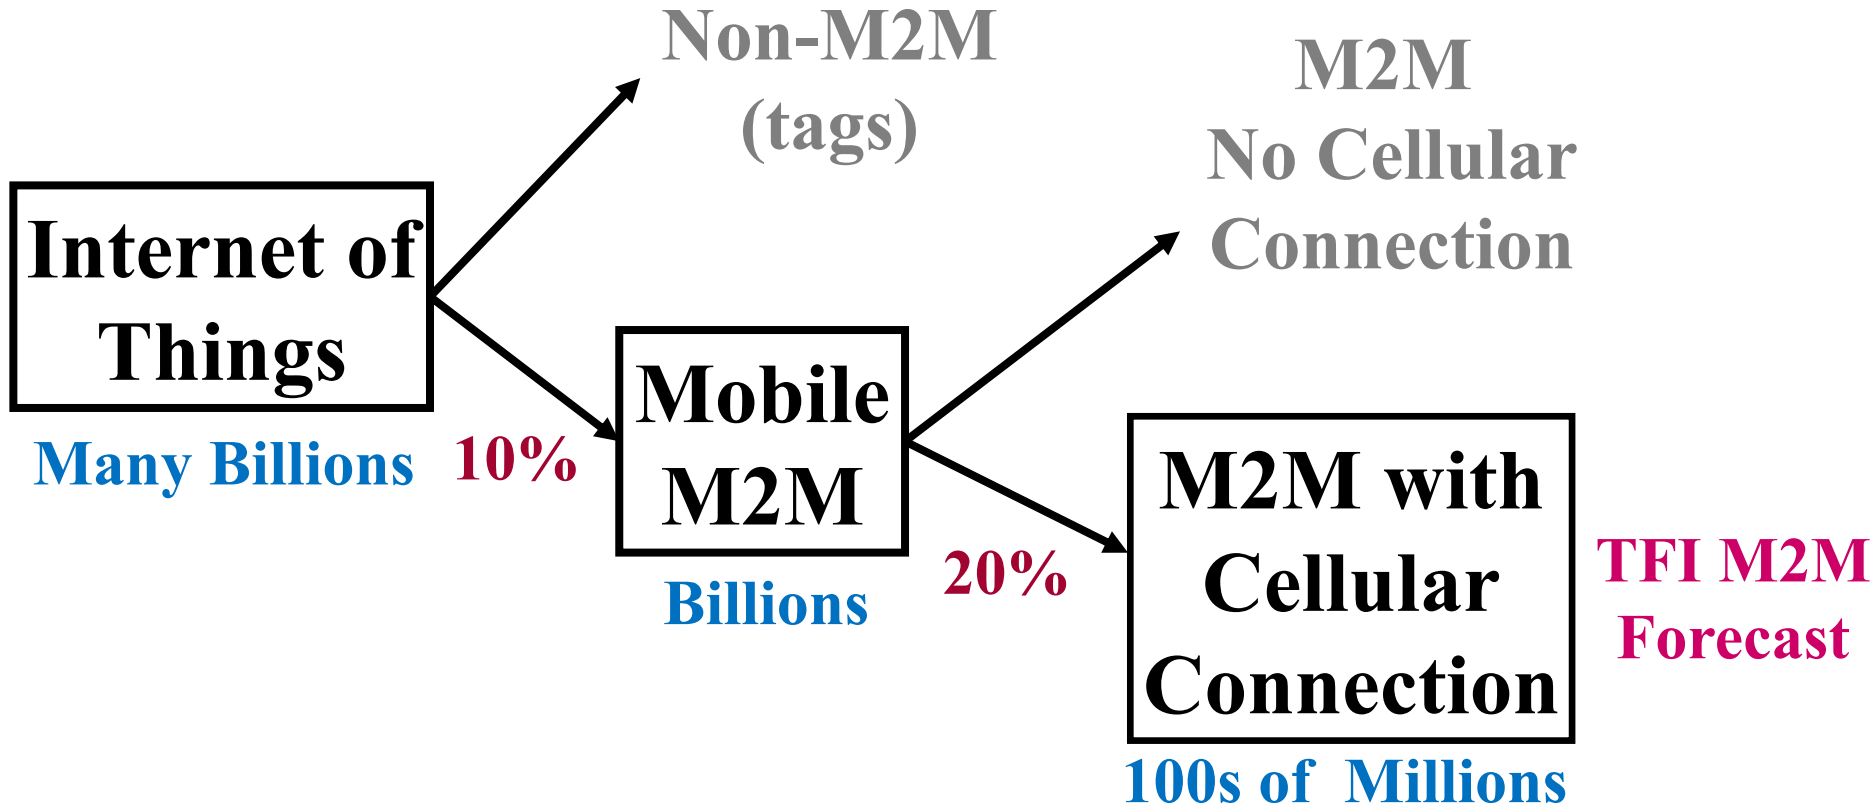 Non-M2M
(tags)
M2M
No Cellular
Connection
Internet of
Things
Many Billions
10%
Mobile
M2M
Billions
20%
M2M with
Cellular
Connection
100s of Millions
TFI M2M
Forecast